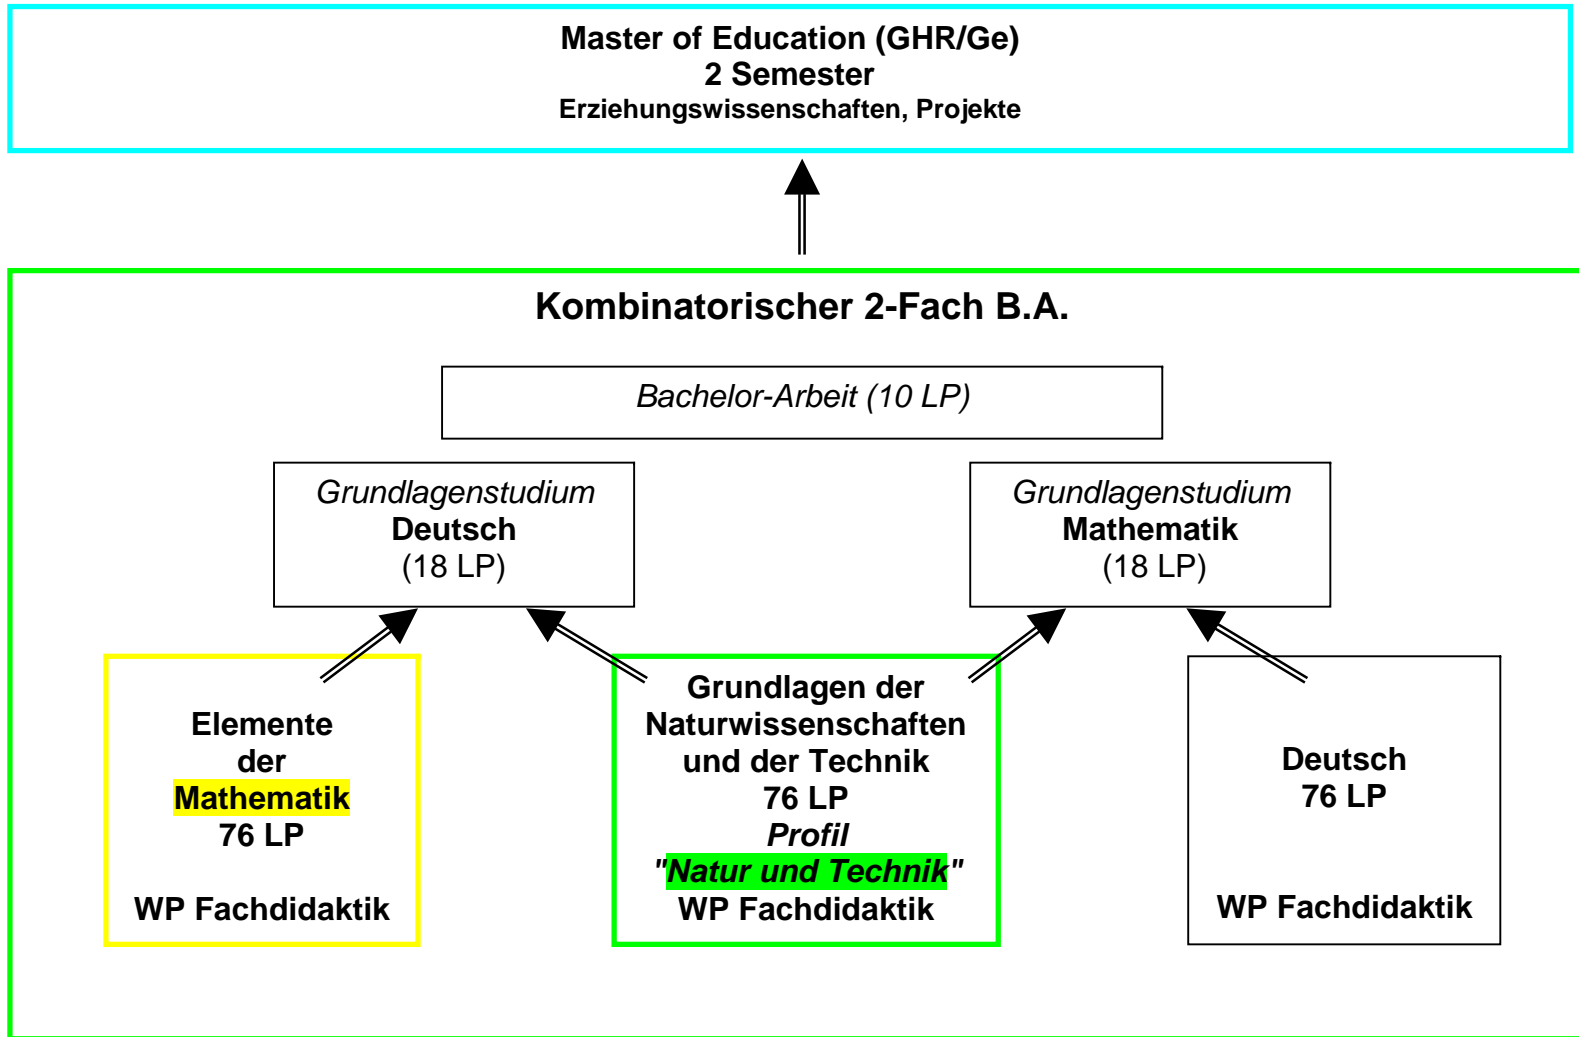 Master of Education (GHR/Ge)
2 Semester
Erziehungswissenschaften, Projekte
Kombinatorischer 2-Fach B.A.
Bachelor-Arbeit (10 LP)
Grundlagenstudium
Deutsch
(18 LP)
Grundlagenstudium
Mathematik
(18 LP)
Elemente
der
Mathematik
76 LP
WP Fachdidaktik
Grundlagen der
Naturwissenschaften
und der Technik
76 LP
Profil
"Natur und Technik"
WP Fachdidaktik
Deutsch
76 LP
WP Fachdidaktik